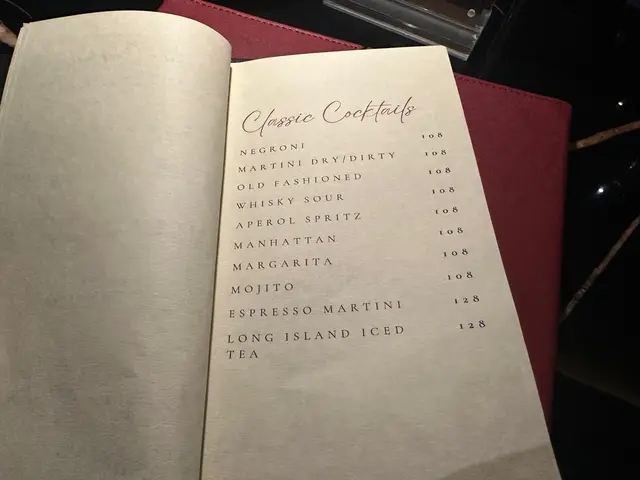 Classic Cocktails
NEGRONI 108
MARTINI DRY/DIRTY 108
OLD FASHIONED 108
WHISKY SOUR 108
APEROL SPRITZ 108
MANHATTAN 108
MARGARITA 108
MOJITO 108
ESPRESSO MARTINI 128
LONG ISLAND ICED 128
TEA